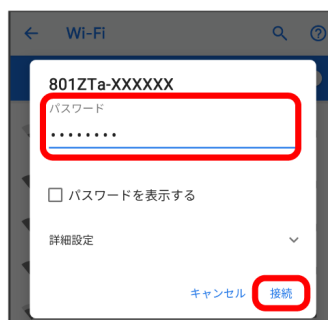 Wi-Fi
801ZTa-XXXXXX
パスワード
••••••••
パスワードを表示する
詳細設定
キャンセル 接続